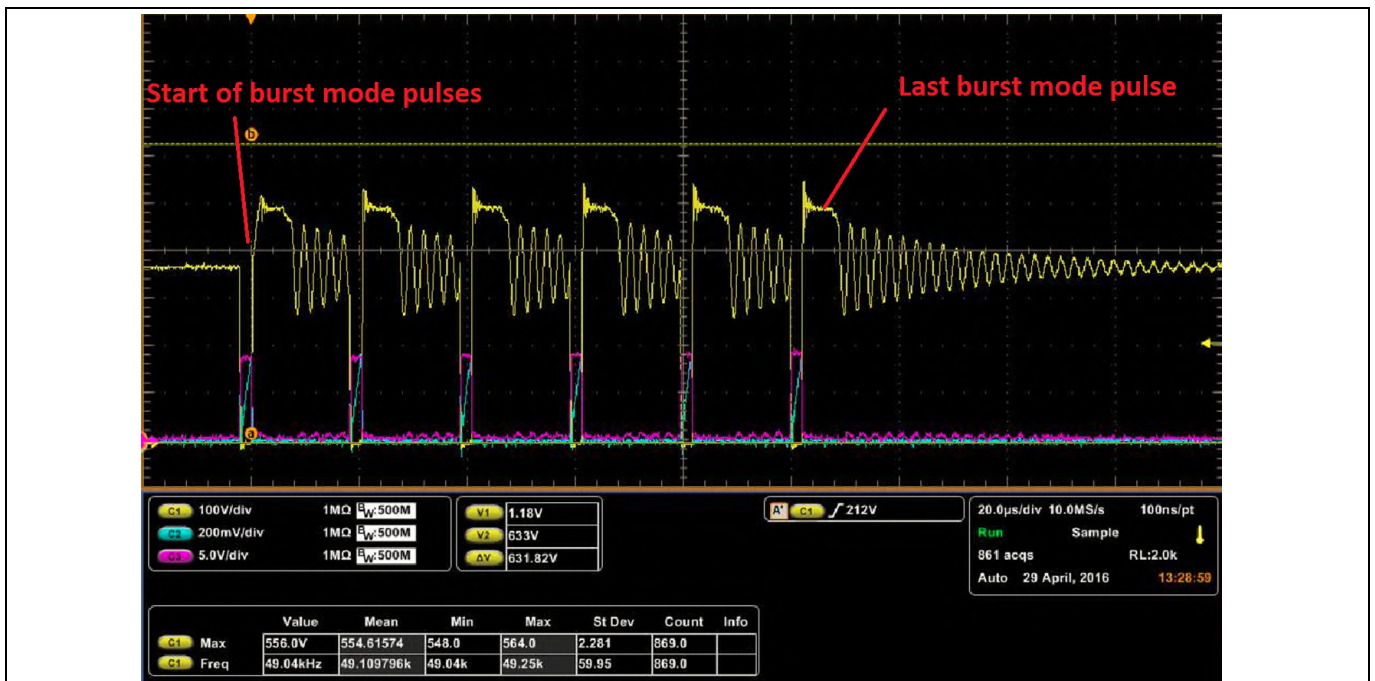 Start of burst mode pulses
Last burst mode pulse
b
a
C1 100V/div 1MΩ BW:500M
C2 200mV/div 1MΩ BW:500M
C3 5.0V/div 1MΩ BW:500M
V1 1.18V
V2 633V
ΔV 631.82V
A' C1 212V
20.0µs/div 10.0MS/s 100ns/pt
Run Sample
861 acqs RL:2.0k
Auto 29 April, 2016 13:28:59
Value Mean Min Max St Dev Count Info
C1 Max 556.0V 554.61574 548.0 564.0 2.281 869.0
C1 Freq 49.04kHz 49.109796k 49.04k 49.25k 59.95 869.0